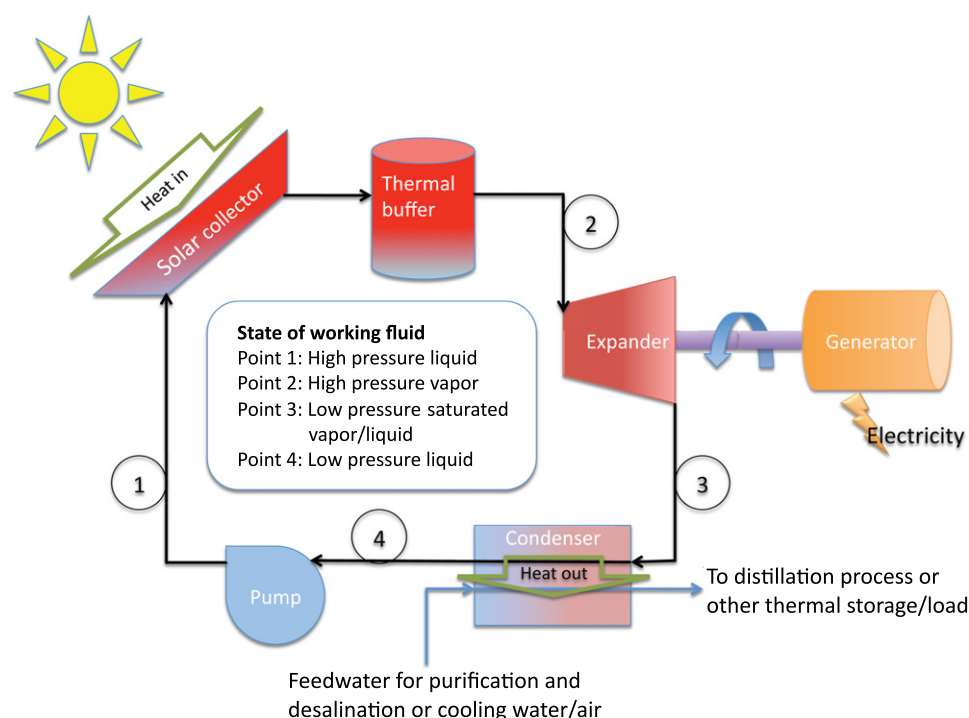 Heat in
Solar collector
Thermal
buffer
2
Expander
Generator
Electricity
State of working fluid
Point 1: High pressure liquid
Point 2: High pressure vapor
Point 3: Low pressure saturated
vapor/liquid
Point 4: Low pressure liquid
1
3
4
Condenser
Heat out
Pump
To distillation process or
other thermal storage/load
Feedwater for purification and
desalination or cooling water/air